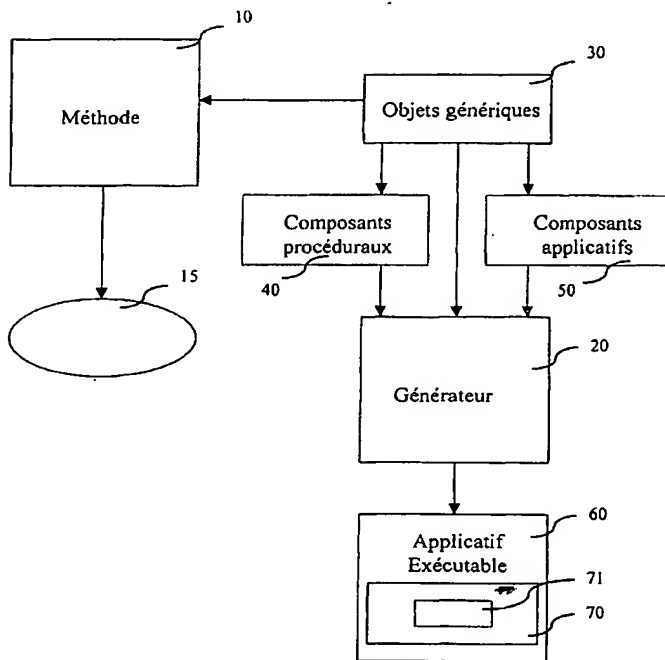 10
30
Méthode
Objets génériques
Composants
procéduraux
Composants
applicatifs
40
50
15
20
Générateur
60
Applicatif
Exécutable
71
70